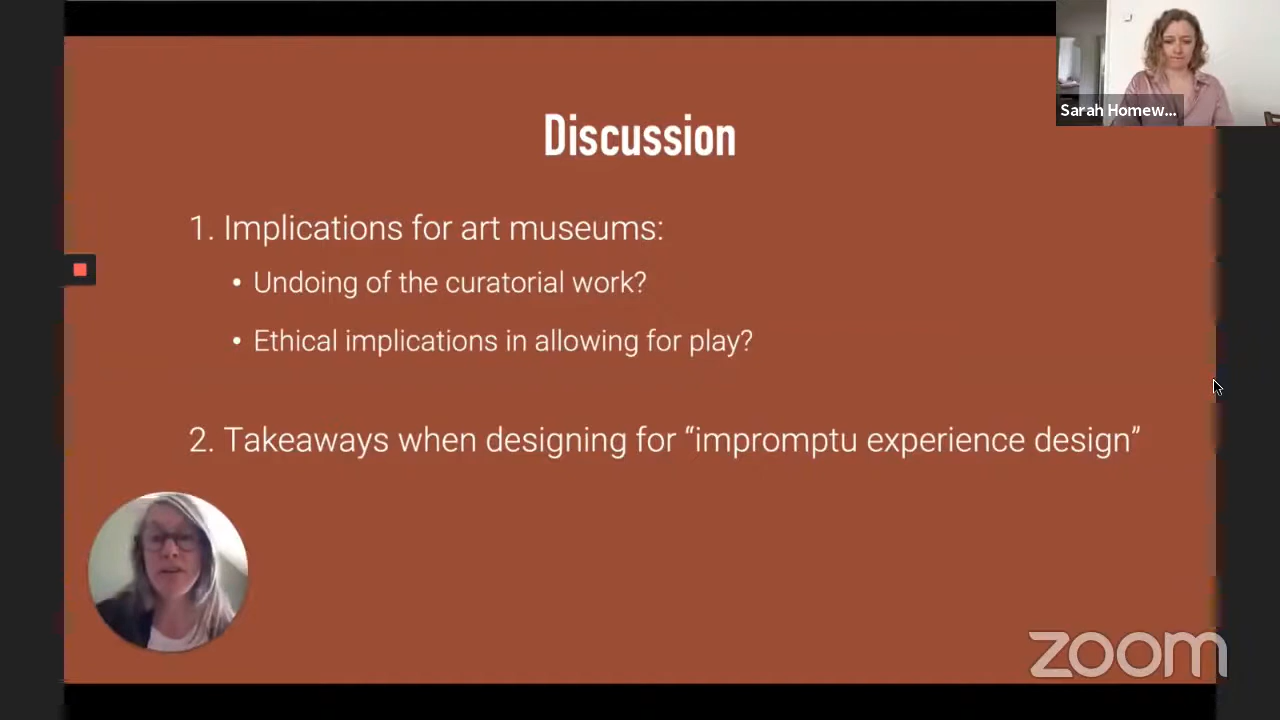 Sarah Homew...
Discussion
1. Implications for art museums:
• Undoing of the curatorial work?
• Ethical implications in allowing for play?
2. Takeaways when designing for “impromptu experience design”
zoom